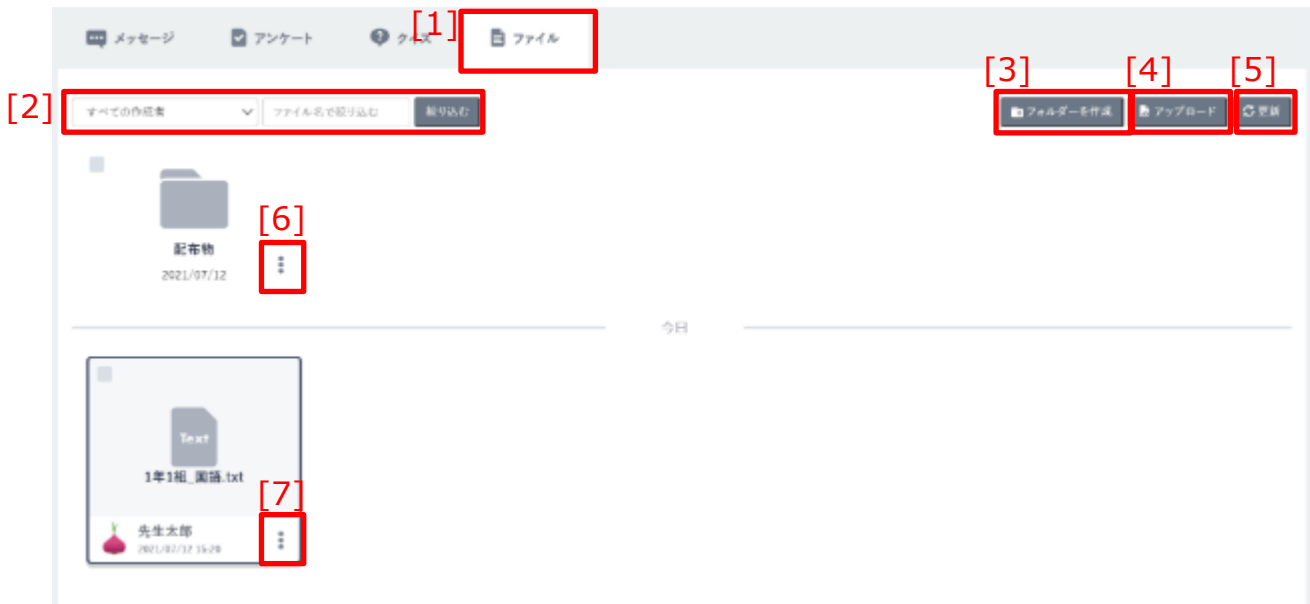 [1]
メッセージ アンケート クイズ ファイル
[3] [4] [5]
[2] すべての作成者 ファイル名で絞り込む 絞り込む フォルダーを作成 アップロード 更新
[6]
配布物
2021/07/12
今日
Text
1年1組_国語.txt
[7]
先生太郎
2021/07/12 15:20